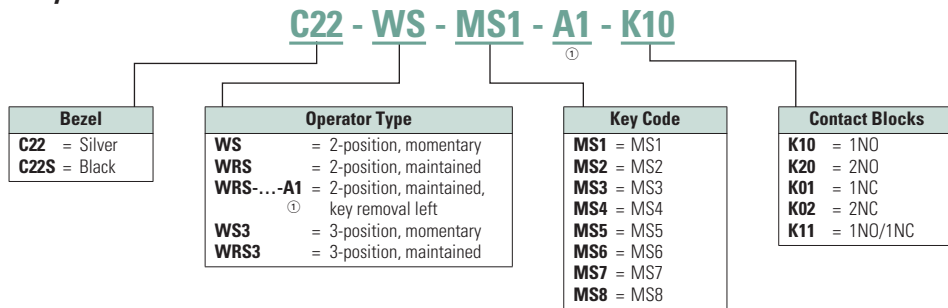 C22 - WS - MS1 - A1 - K10
①
Bezel
C22 = Silver
C22S = Black
Operator Type
WS = 2-position, momentary
WRS = 2-position, maintained
WRS-...-A1 = 2-position, maintained,
① key removal left
WS3 = 3-position, momentary
WRS3 = 3-position, maintained
Key Code
MS1 = MS1
MS2 = MS2
MS3 = MS3
MS4 = MS4
MS5 = MS5
MS6 = MS6
MS7 = MS7
MS8 = MS8
Contact Blocks
K10 = 1NO
K20 = 2NO
K01 = 1NC
K02 = 2NC
K11 = 1NO/1NC